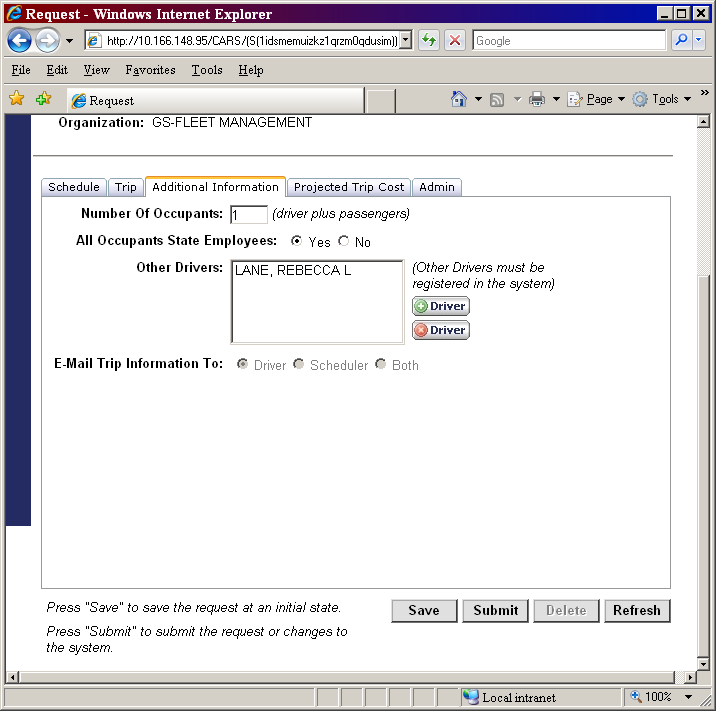 Request - Windows Internet Explorer
http://10.166.148.95/CARS/(S(1idsmemuizkz1qrzm0qdusim))
Google
File Edit View Favorites Tools Help
Request
Page Tools »
Organization: GS-FLEET MANAGEMENT
Schedule Trip Additional Information Projected Trip Cost Admin
Number Of Occupants: 1 (driver plus passengers)
All Occupants State Employees: Yes No
Other Drivers: LANE, REBECCA L (Other Drivers must be
registered in the system)
Driver
Driver
E-Mail Trip Information To: Driver Scheduler Both
Press "Save" to save the request at an initial state.
Save Submit Delete Refresh
Press "Submit" to submit the request or changes to
the system.
Local intranet 100%